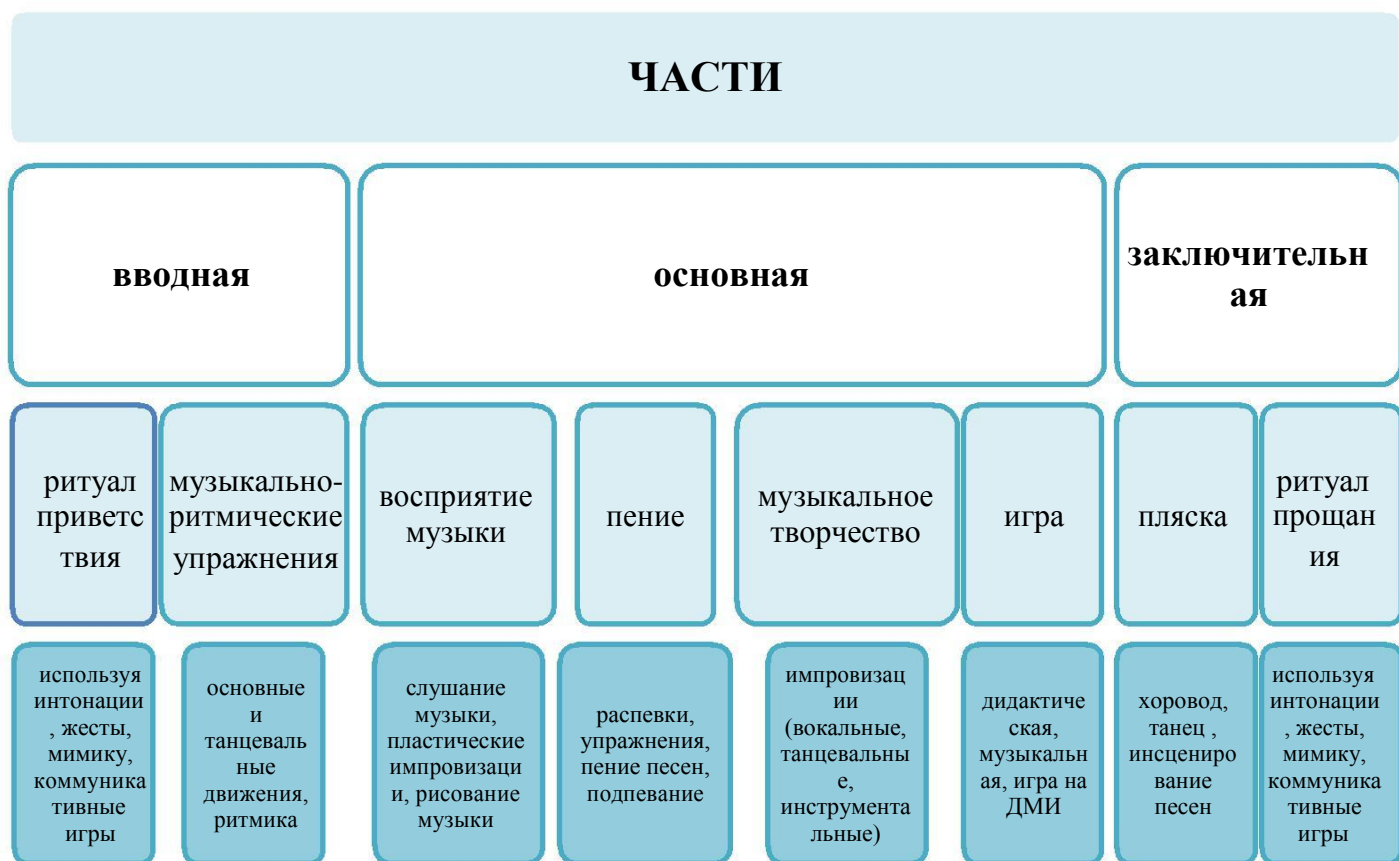 ЧАСТИ
вводная
основная
заключительн
ая
ритуал
приветс
твия
музыкально-
ритмические
упражнения
восприятие
музыки
пение
музыкальное
творчество
игра
пляска
ритуал
прощан
ия
используя
интонации
, жесты,
мимику,
коммуника
тивные
игры
основные
и
танцеваль
ные
движения,
ритмика
слушание
музыки,
пластические
импровизаци
и, рисование
музыки
распевки,
упражнения,
пение песен,
подпевание
импровизац
ии
(вокальные,
танцевальны
е,
инструмента
льные)
дидактиче
ская,
музыкальн
ая, игра на
ДМИ
хоровод,
танец ,
инсцениро
вание
песен
используя
интонации
, жесты,
мимику,
коммуника
тивные
игры